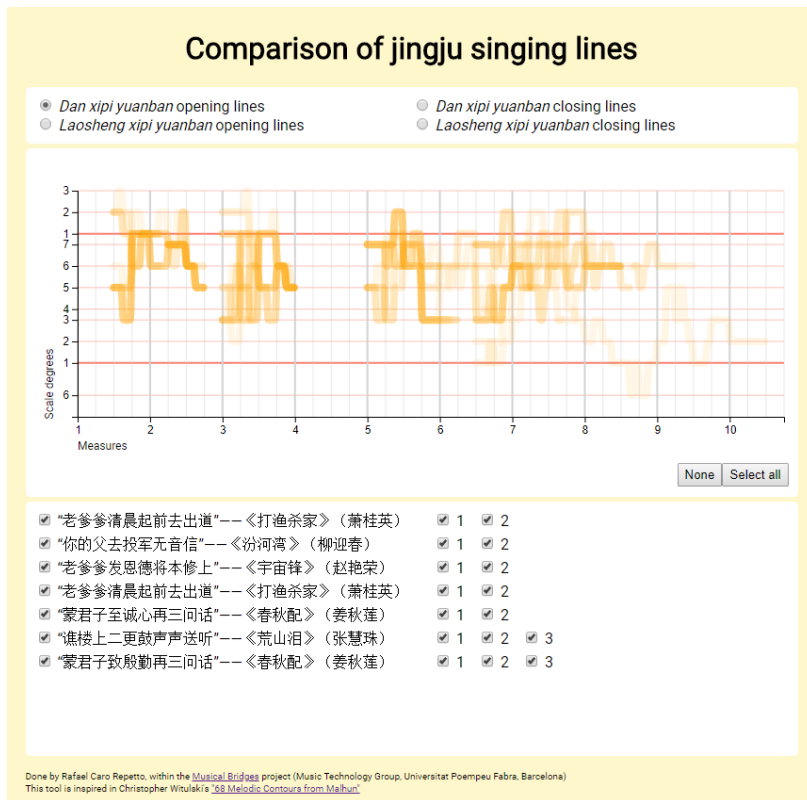 Comparison of jingju singing lines
Dan xipi yuanban opening lines
Dan xipi yuanban closing lines
Laosheng xipi yuanban opening lines
Laosheng xipi yuanban closing lines
3
2
1
7
6
5
4
3
2
1
6
Scale degrees
1 2 3 4 5 6 7 8 9 10
Measures
None Select all
“老爹爹清晨起前去出道”——《打渔杀家》（萧桂英） 1 2
“你的父去投军无音信”——《汾河湾》（柳迎春） 1 2
“老爹爹发恩德将本修上”——《宇宙锋》（赵艳荣） 1 2
“老爹爹清晨起前去出道”——《打渔杀家》（萧桂英） 1 2
“蒙君子至诚心再三问话”——《春秋配》（姜秋莲） 1 2
“谯楼上二更鼓声声送听”——《荒山泪》（张慧珠） 1 2 3
“蒙君子致殷勤再三问话”——《春秋配》（姜秋莲） 1 2 3
Done by Rafael Caro Repetto, within the Musical Bridges project (Music Technology Group, Universitat Poempeu Fabra, Barcelona)
This tool is inspired in Christopher Witulski's "68 Melodic Contours from Malhun"